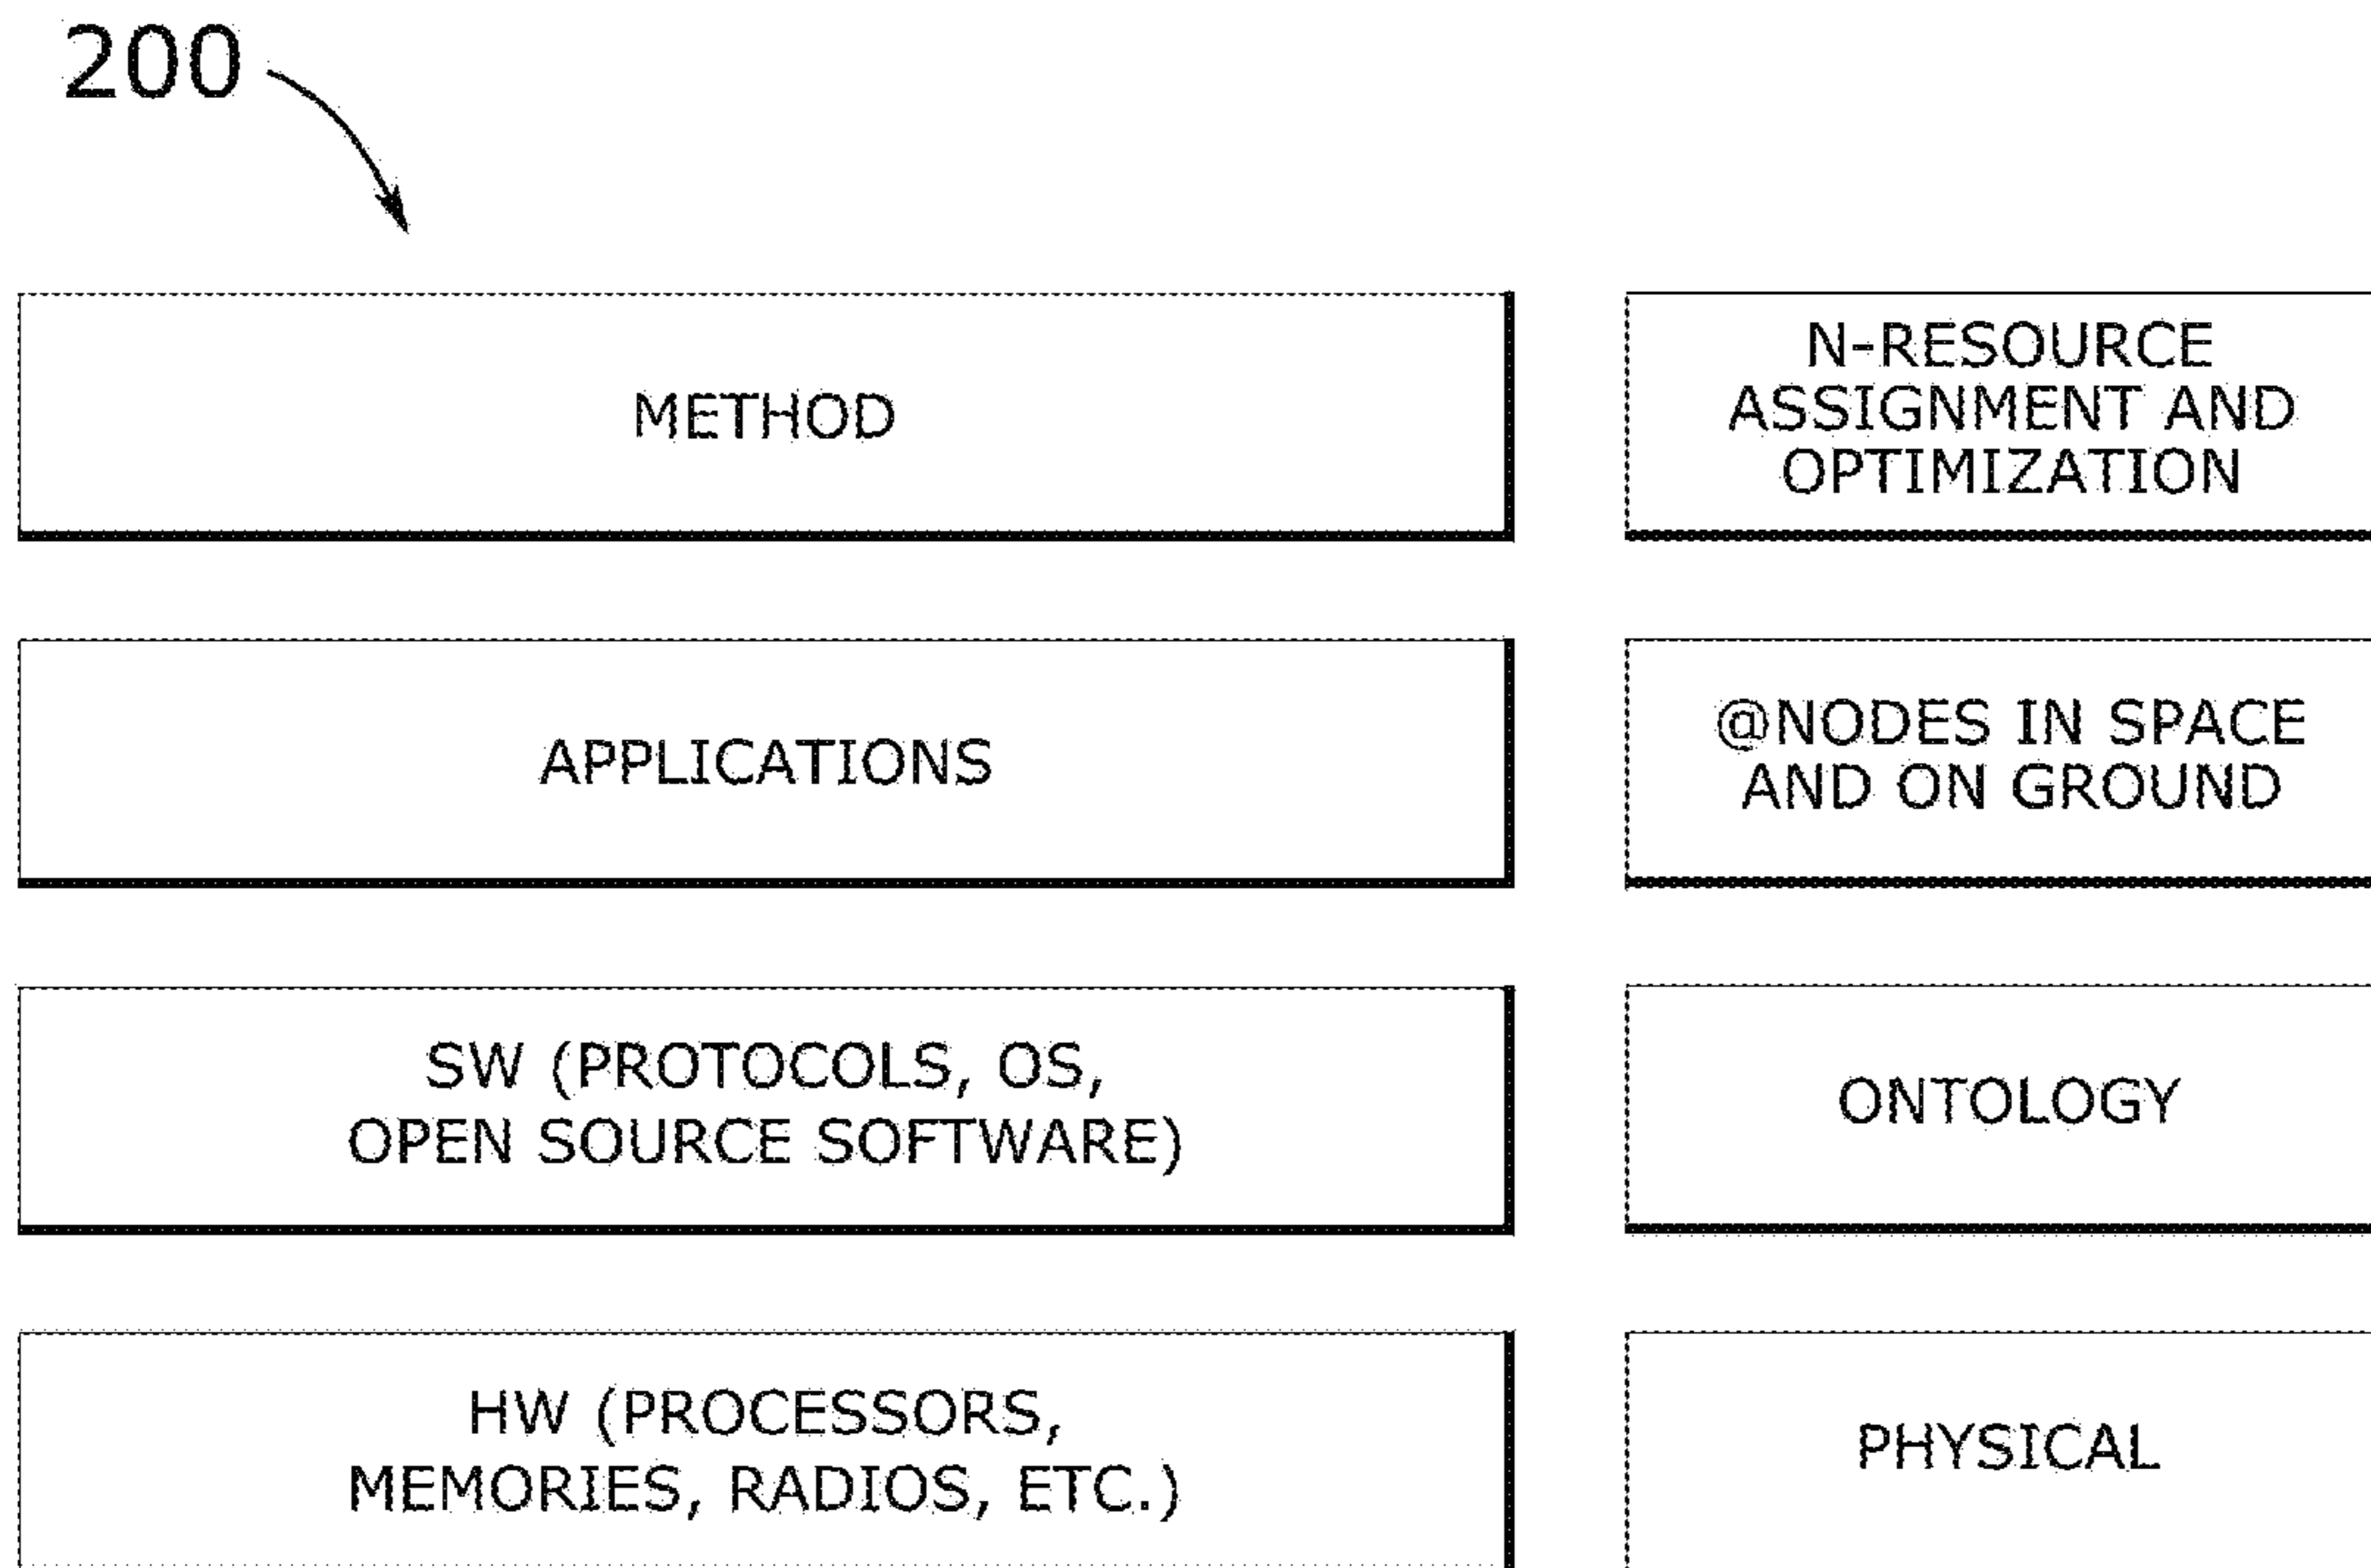 200
METHOD
N-RESOURCE
ASSIGNMENT AND
OPTIMIZATION
APPLICATIONS
@NODES IN SPACE
AND ON GROUND
SW (PROTOCOLS, OS,
OPEN SOURCE SOFTWARE)
ONTOLOGY
HW (PROCESSORS,
MEMORIES, RADIOS, ETC.)
PHYSICAL